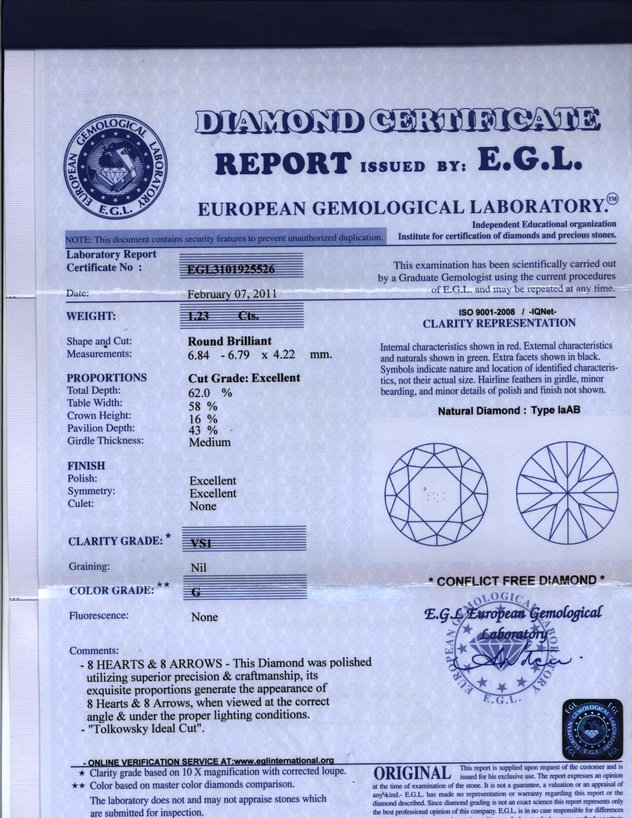 DIAMOND CERTIFICATE
REPORT ISSUED BY: E.G.L.
EUROPEAN GEMOLOGICAL LABORATORY.™
EUROPEAN GEMOLOGICAL LABORATORY
E.G.L.
Independent Educational organization
Institute for certification of diamonds and precious stones.
NOTE: This document contains security features to prevent unauthorized duplication.
Laboratory Report
Certificate No : EGL3101925526
Date: February 07, 2011
This examination has been scientifically carried out
by a Graduate Gemologist using the current procedures
of E.G.L. and may be repeated at any time.
WEIGHT: 1.23 Cts.
Shape and Cut: Round Brilliant
Measurements: 6.84 - 6.79 x 4.22 mm.
PROPORTIONS Cut Grade: Excellent
Total Depth: 62.0 %
Table Width: 58 %
Crown Height: 16 %
Pavilion Depth: 43 %
Girdle Thickness: Medium
FINISH
Polish: Excellent
Symmetry: Excellent
Culet: None
CLARITY GRADE: * VS1
Graining: Nil
COLOR GRADE: ** G
Fluorescence: None
Comments:
- 8 HEARTS & 8 ARROWS - This Diamond was polished
utilizing superior precision & craftmanship, its
exquisite proportions generate the appearance of
8 Hearts & 8 Arrows, when viewed at the correct
angle & under the proper lighting conditions.
- "Tolkowsky Ideal Cut".
- ONLINE VERIFICATION SERVICE AT:www.eglinternational.org
* Clarity grade based on 10 X magnification with corrected loupe.
** Color based on master color diamonds comparison.
The laboratory does not and may not appraise stones which
are submitted for inspection.
ISO 9001-2008 / -IQNet-
CLARITY REPRESENTATION
Internal characteristics shown in red. External characteristics
and naturals shown in green. Extra facets shown in black.
Symbols indicate nature and location of identified characteris-
tics, not their actual size. Hairline feathers in girdle, minor
bearding, and minor details of polish and finish not shown.
Natural Diamond : Type IaAB
* CONFLICT FREE DIAMOND *
E.G.L European Gemological
Laboratory
EUROPEAN GEMOLOGICAL LABORATORY
E.G.L.
ORIGINAL This report is supplied upon request of the customer and is
issued for his exclusive use. The report expresses an opinion
at the time of examination of the stone. It is not a guarantee, a valuation or an appraisal of
any kind.- E.G.L. has made no representation or warranty regarding this report or the
diamond described. Since diamond grading is not an exact science this report represents only
the best professional opinion of this company. E.G.L. is in no case responsible for differences